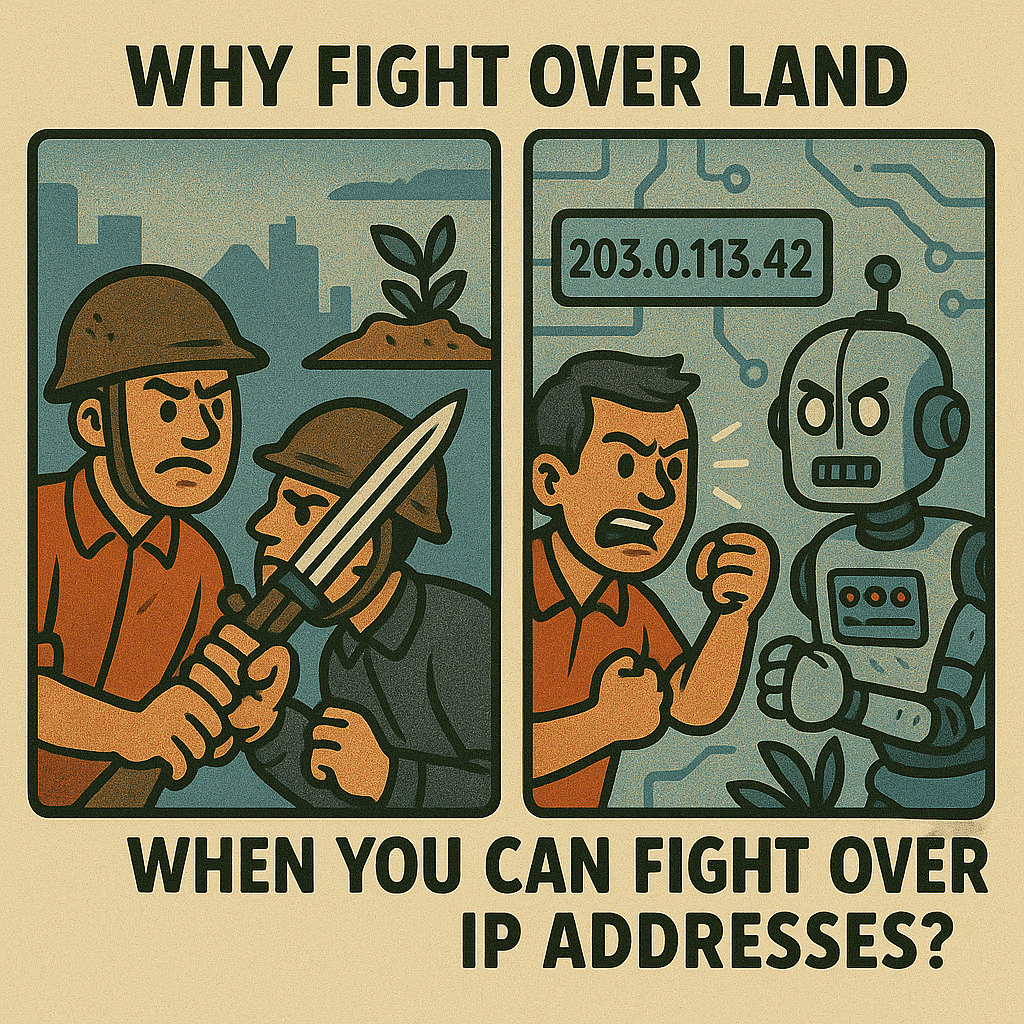 WHY FIGHT OVER LAND
203.0.113.42
WHEN YOU CAN FIGHT OVER
IP ADDRESSES?